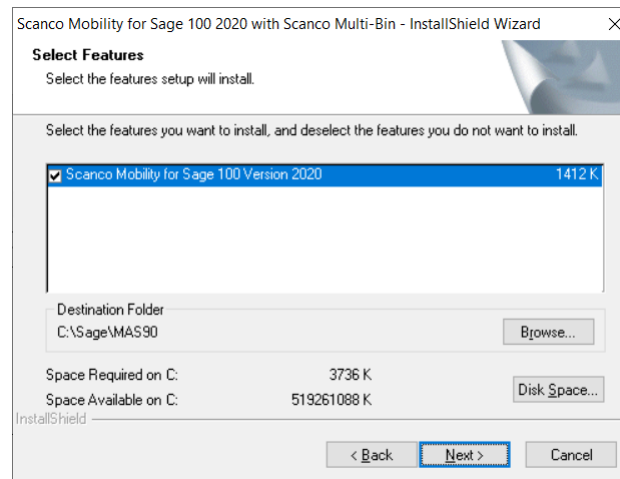 Scanco Mobility for Sage 100 2020 with Scanco Multi-Bin - InstallShield Wizard
Select Features
Select the features setup will install.
Select the features you want to install, and deselect the features you do not want to install.
Scanco Mobility for Sage 100 Version 2020 1412 K
Destination Folder
C:\Sage\MAS90 Browse...
Space Required on C: 3736 K
Space Available on C: 519261088 K
Disk Space...
InstallShield
< Back Next > Cancel